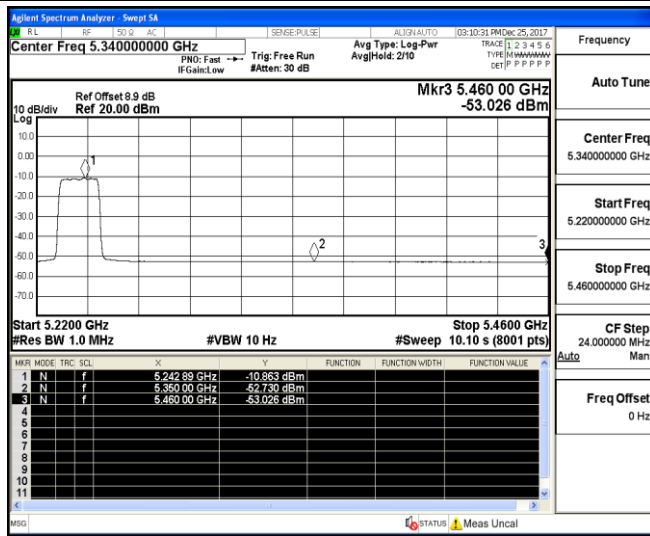 Agilent Spectrum Analyzer - Swept SA
RL RF 50 Ω AC SENSE:PULSE ALIGN AUTO 03:10:31 PM Dec 25, 2017
Center Freq 5.340000000 GHz
PNO: Fast
IFGain:Low
Trig: Free Run
#Atten: 30 dB
Avg Type: Log-Pwr
Avg|Hold: 2/10
TRACE 1 2 3 4 5 6
TYPE M
DET P P P P P P
Mkr3 5.460 00 GHz
-53.026 dBm
Ref Offset 8.9 dB
10 dB/div Ref 20.00 dBm
Log
10.0
0.00
-10.0
-20.0
-30.0
-40.0
-50.0
-60.0
-70.0
1
2
3
Start 5.2200 GHz Stop 5.4600 GHz
#Res BW 1.0 MHz #VBW 10 Hz #Sweep 10.10 s (8001 pts)
MKR MODE TRC SCL X Y FUNCTION FUNCTION WIDTH FUNCTION VALUE
1 N f 5.242 89 GHz -10.863 dBm
2 N f 5.350 00 GHz -52.730 dBm
3 N f 5.460 00 GHz -53.026 dBm
4
5
6
7
8
9
10
11
MSG STATUS Meas Uncal
Frequency
Auto Tune
Center Freq
5.340000000 GHz
Start Freq
5.220000000 GHz
Stop Freq
5.460000000 GHz
CF Step
24.000000 MHz
Auto Man
Freq Offset
0 Hz